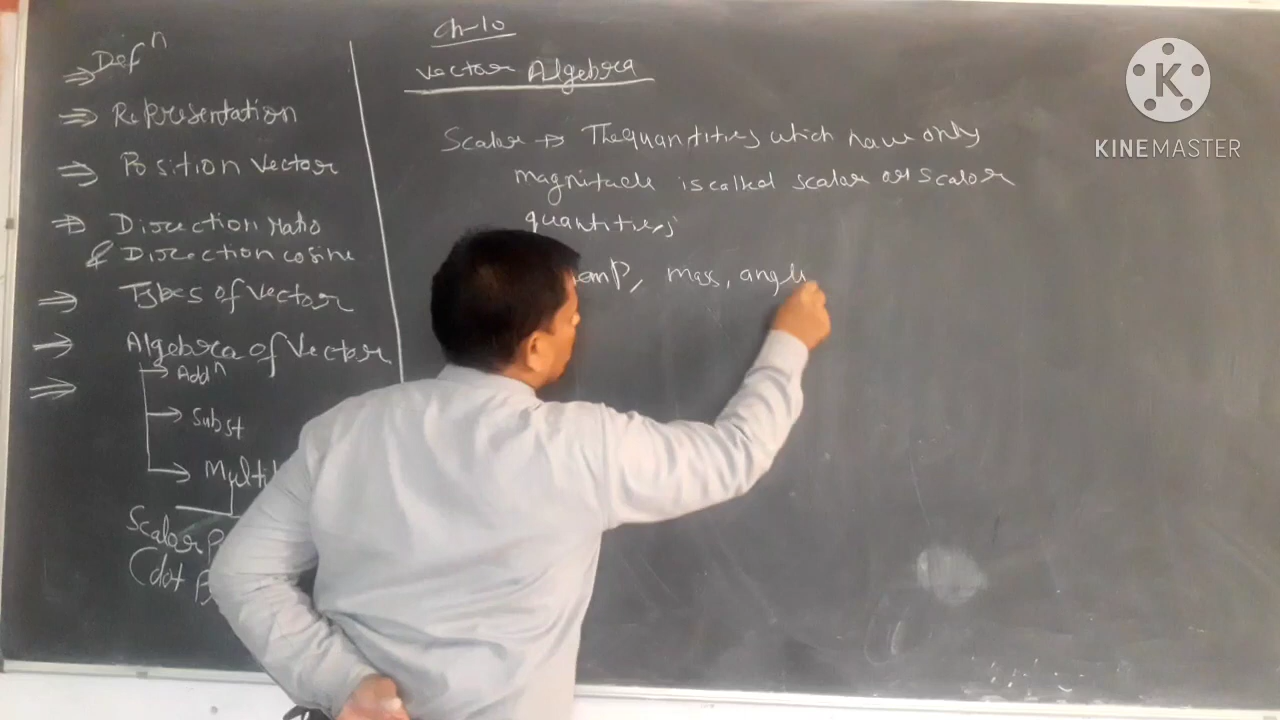 Defⁿ
⇒ Representation
⇒ Position Vector
⇒ Direction ratio
& Direction cosine
⇒ Types of Vector
⇒ Algebra of Vector
→ Addⁿ
→ Subst
→ Multi
Scalar P
(dot P
Ch-10
Vector Algebra
Scalar → The quantities which have only
magnitude is called scalar or scalar
quantities
emp, mass, angle
K
KINEMASTER